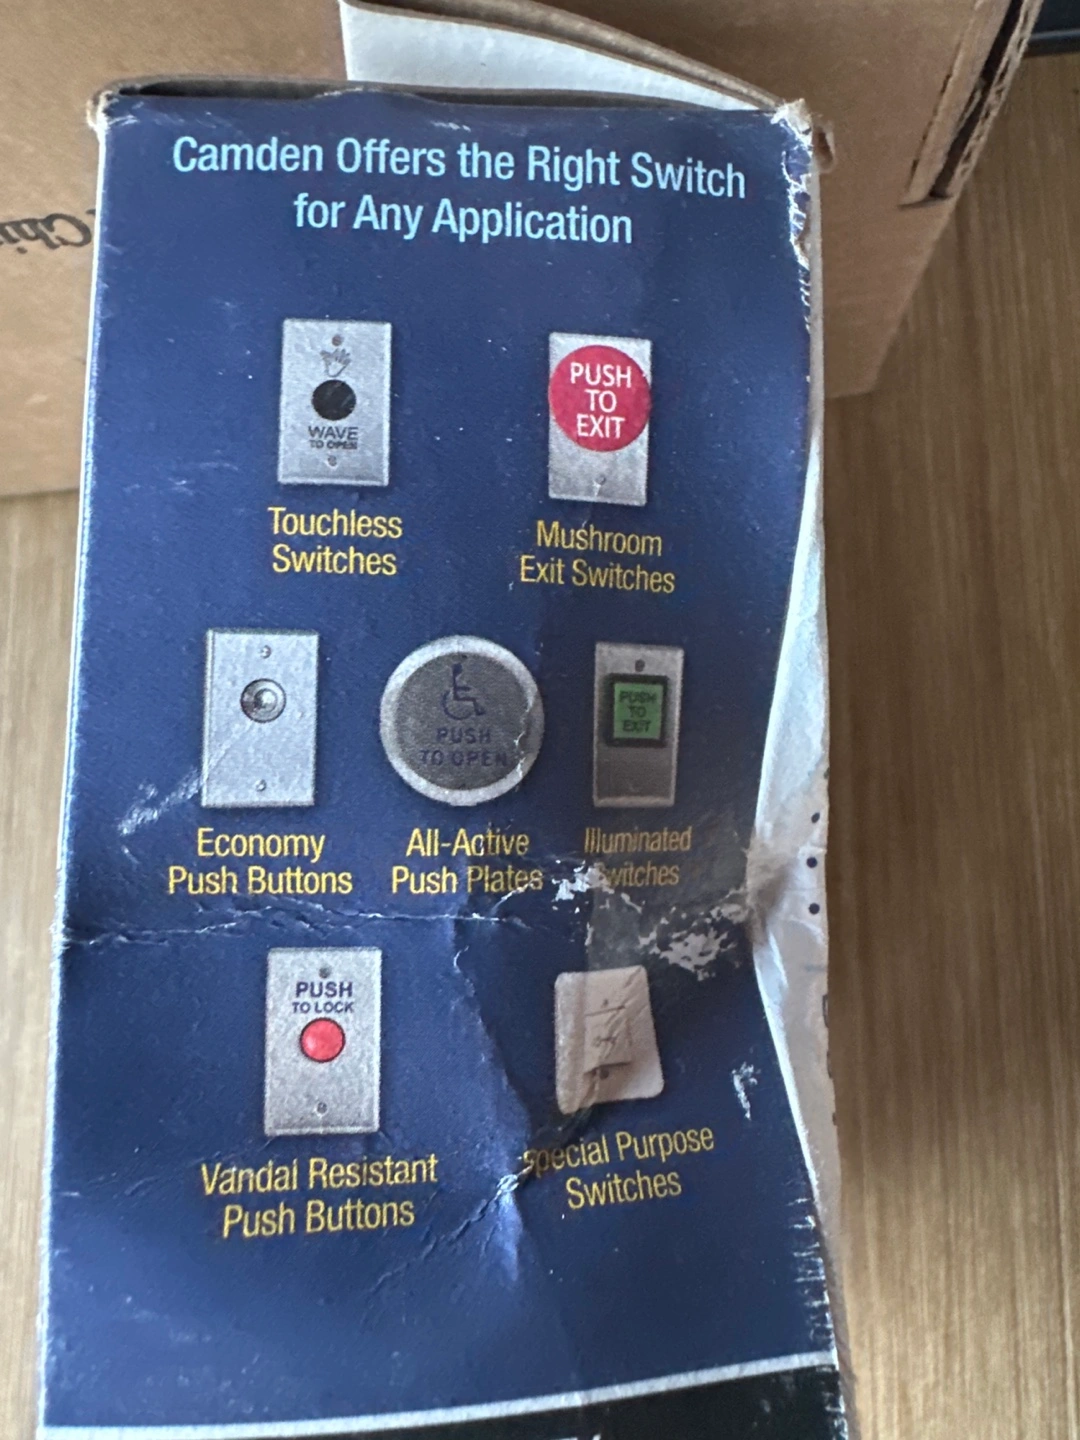 Camden Offers the Right Switch
for Any Application
WAVE
TO OPEN
PUSH
TO
EXIT
Touchless
Switches
Mushroom
Exit Switches
PUSH
TO OPEN
PUSH
TO
EXIT
Economy
Push Buttons
All-Active
Push Plates
Illuminated
Switches
PUSH
TO LOCK
Vandal Resistant
Push Buttons
Special Purpose
Switches